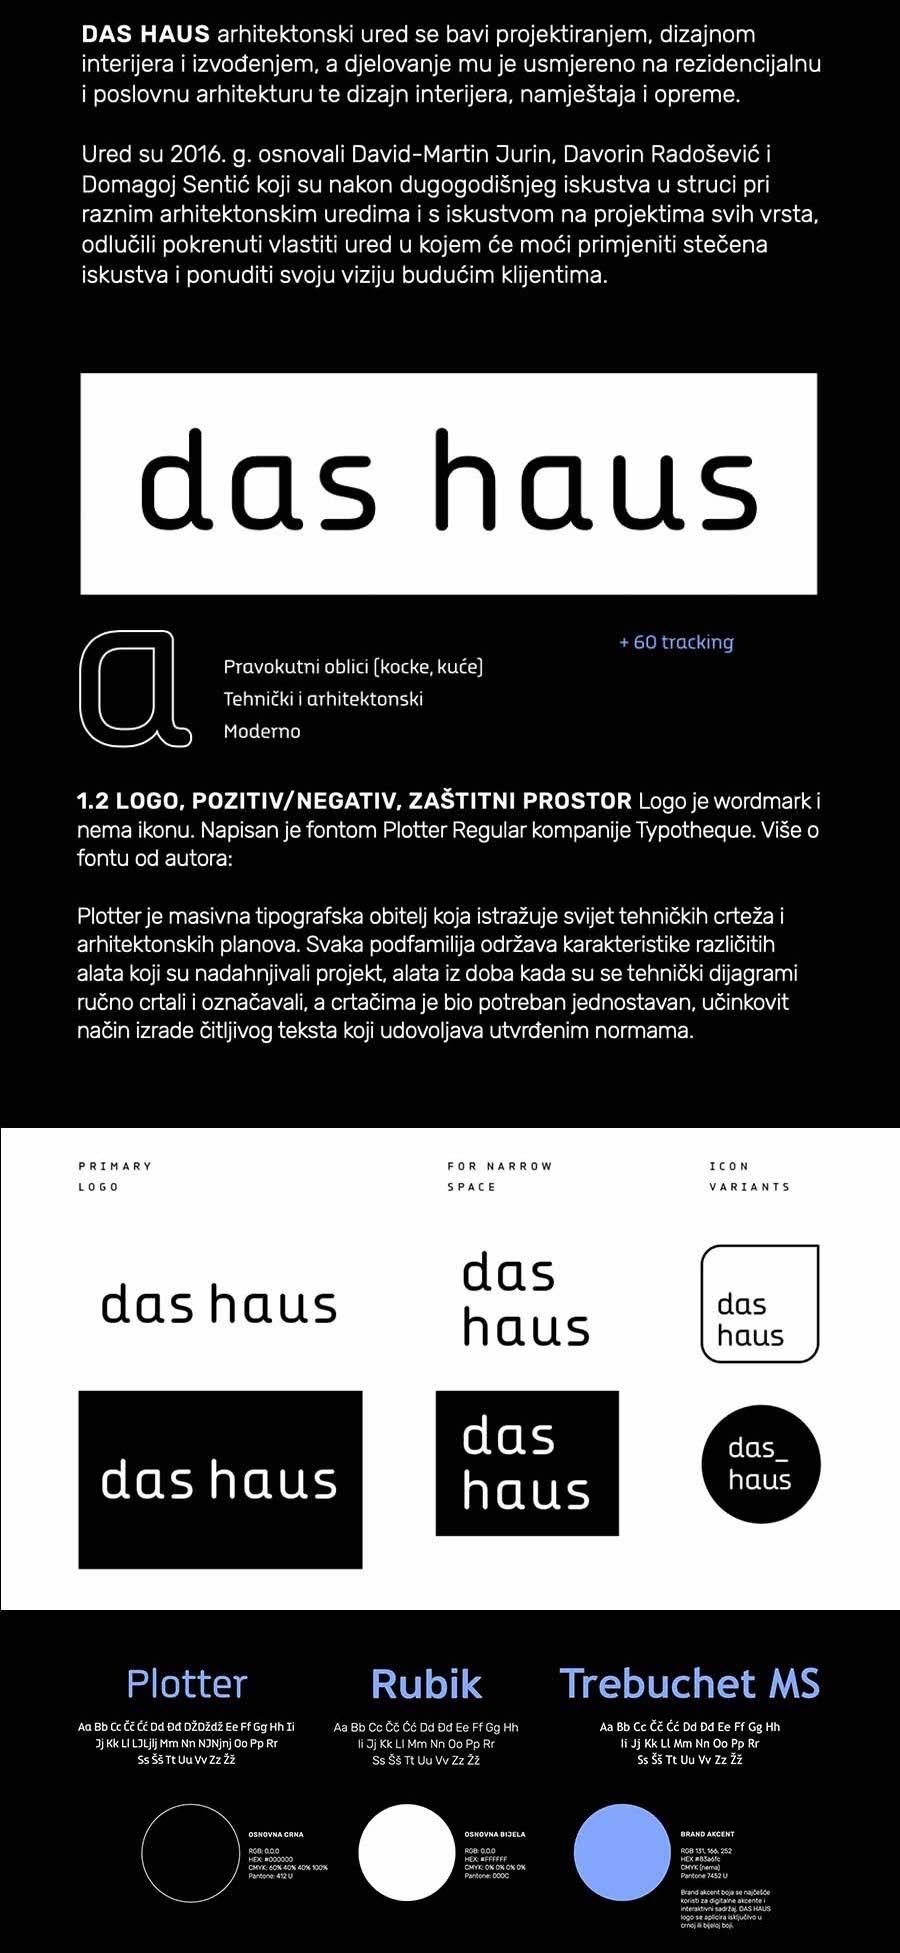 DAS HAUS arhitektonski ured se bavi projektiranjem, dizajnom
interijera i izvođenjem, a djelovanje mu je usmjereno na rezidencijalnu
i poslovnu arhitekturu te dizajn interijera, namještaja i opreme.
Ured su 2016. g. osnovali David-Martin Jurin, Davorin Radošević i
Domagoj Sentić koji su nakon dugogodišnjeg iskustva u struci pri
raznim arhitektonskim uredima i s iskustvom na projektima svih vrsta,
odlučili pokrenuti vlastiti ured u kojem će moći primjeniti stečena
iskustva i ponuditi svoju viziju budućim klijentima.
das haus
a
+ 60 tracking
Pravokutni oblici (kocke, kuće)
Tehnički i arhitektonski
Moderno
1.2 LOGO, POZITIV/NEGATIV, ZAŠTITNI PROSTOR Logo je wordmark i
nema ikonu. Napisan je fontom Plotter Regular kompanije Typotheque. Više o
fontu od autora:
Plotter je masivna tipografska obitelj koja istražuje svijet tehničkih crteža i
arhitektonskih planova. Svaka podfamilija održava karakteristike različitih
alata koji su nadahnjivali projekt, alata iz doba kada su se tehnički dijagrami
ručno crtali i označavali, a crtačima je bio potreban jednostavan, učinkovit
način izrade čitljivog teksta koji udovoljava utvrđenim normama.
PRIMARY
LOGO
das haus
das haus
FOR NARROW
SPACE
das
haus
das
haus
ICON
VARIANTS
das
haus
das_
haus
Plotter
Aa Bb Cc Čč Ćć Dd Đđ DŽDždž Ee Ff Gg Hh Ii
Jj Kk Ll LJLjlj Mm Nn NJNjnj Oo Pp Rr
Ss Šš Tt Uu Vv Zz Žž
Rubik
Aa Bb Cc Čč Ćć Dd Đđ Ee Ff Gg Hh
Ii Jj Kk Ll Mm Nn Oo Pp Rr
Ss Šš Tt Uu Vv Zz Žž
Trebuchet MS
Aa Bb Cc Čč Ćć Dd Đđ Ee Ff Gg Hh
Ii Jj Kk Ll Mm Nn Oo Pp Rr
Ss Šš Tt Uu Vv Zz Žž
OSNOVNA CRNA
RGB: 0.0.0
HEX: #000000
CMYK: 60% 40% 40% 100%
Pantone: 412 U
OSNOVNA BIJELA
RGB: 0.0.0
HEX: #FFFFFF
CMYK: 0% 0% 0% 0%
Pantone: 000C
BRAND AKCENT
RGB 131, 166, 252
HEX #83a6fc
CMYK (nema)
Pantone 7452 U
Brand akcent boja se najčešće
koristi za digitalne akcente i
interaktivni sadržaj. DAS HAUS
logo se aplicira isključivo u
crnoj ili bijeloj boji.